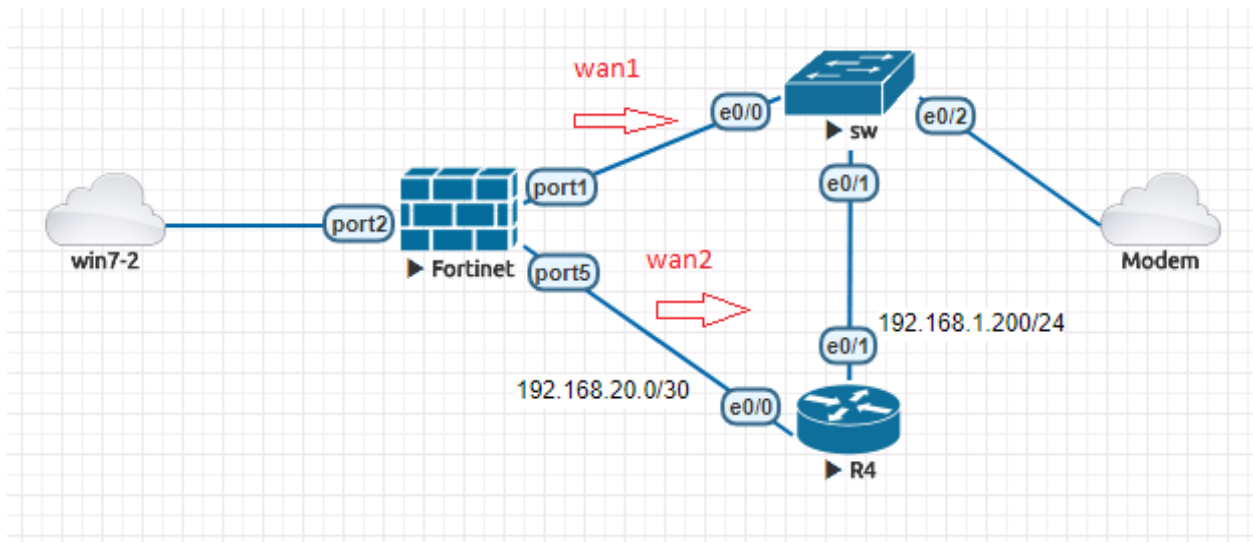 wan1
e0/0
e0/2
sw
port1
e0/1
port2
win7-2
Fortinet
port5
wan2
Modem
192.168.1.200/24
e0/1
192.168.20.0/30
e0/0
R4